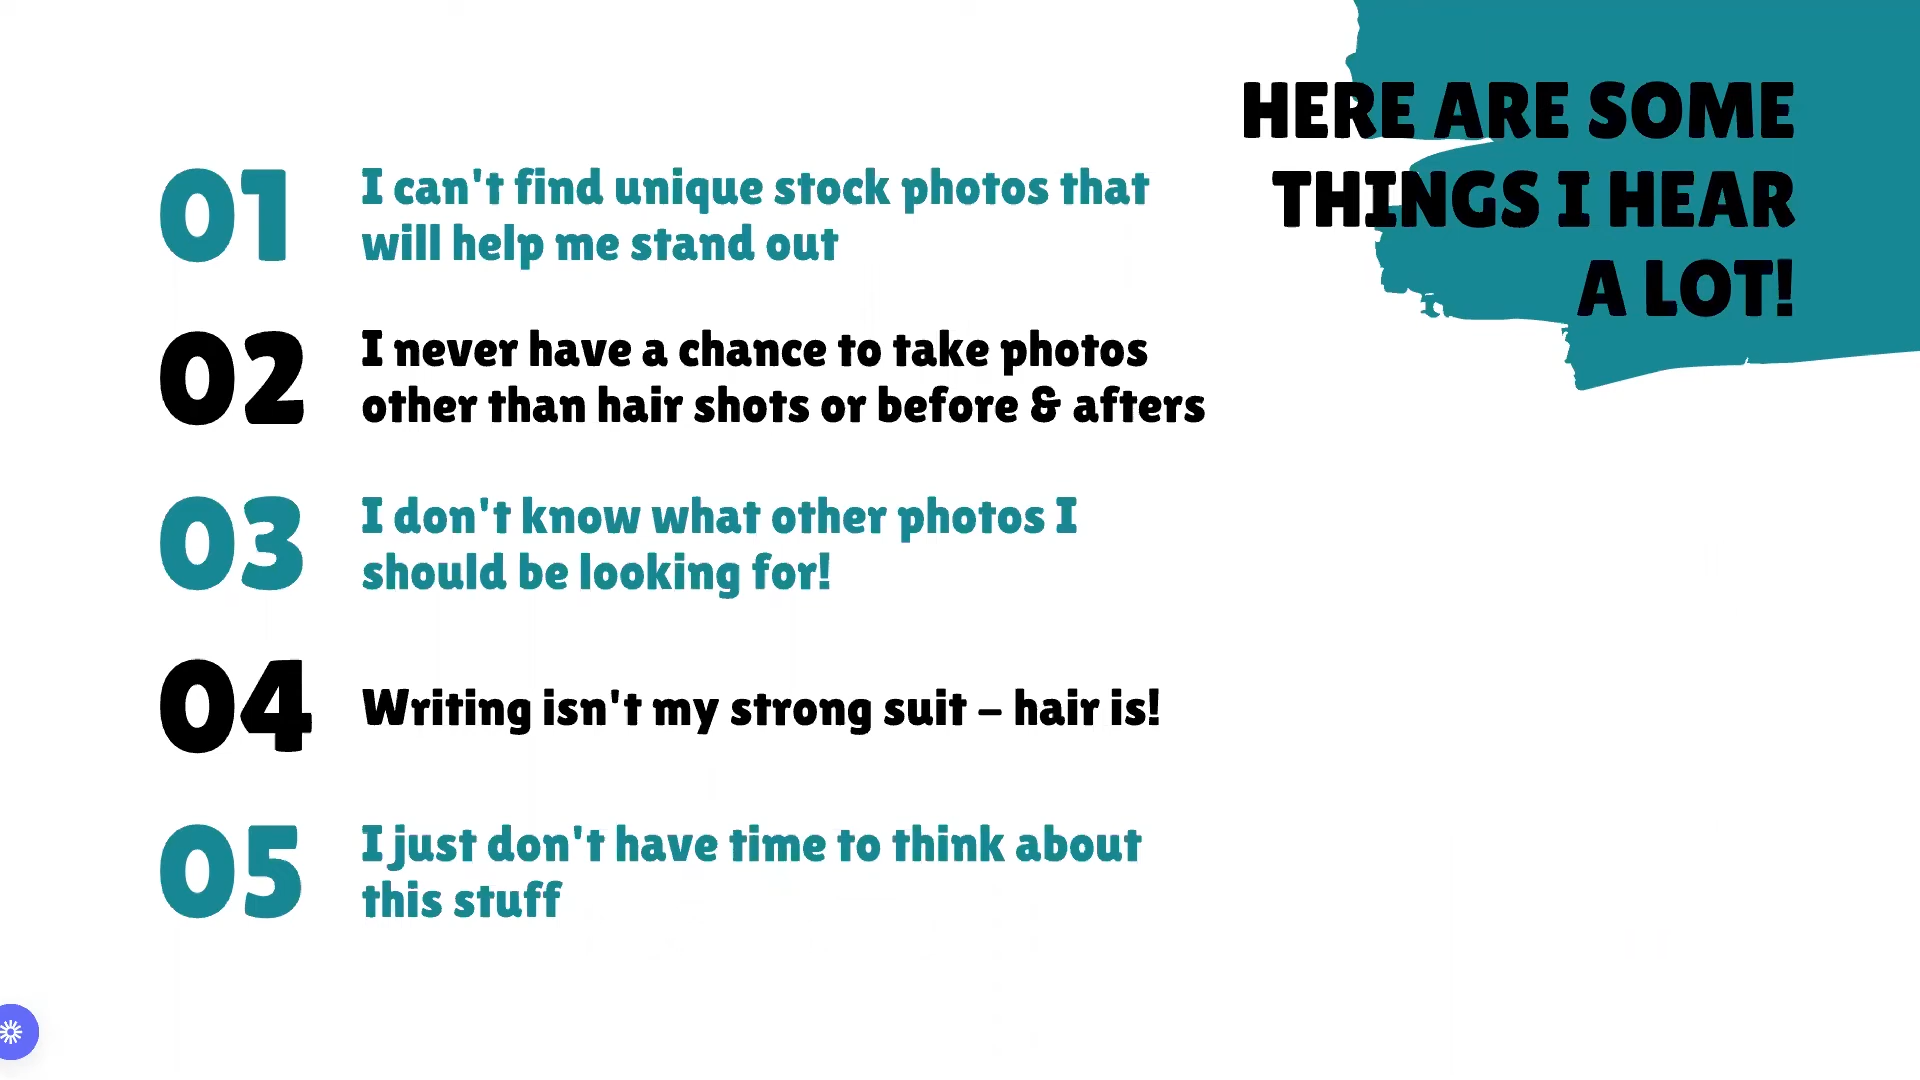 HERE ARE SOME
THINGS I HEAR
A LOT!
01
I can't find unique stock photos that
will help me stand out
02
I never have a chance to take photos
other than hair shots or before & afters
03
I don't know what other photos I
should be looking for!
04
Writing isn't my strong suit – hair is!
05
I just don't have time to think about
this stuff